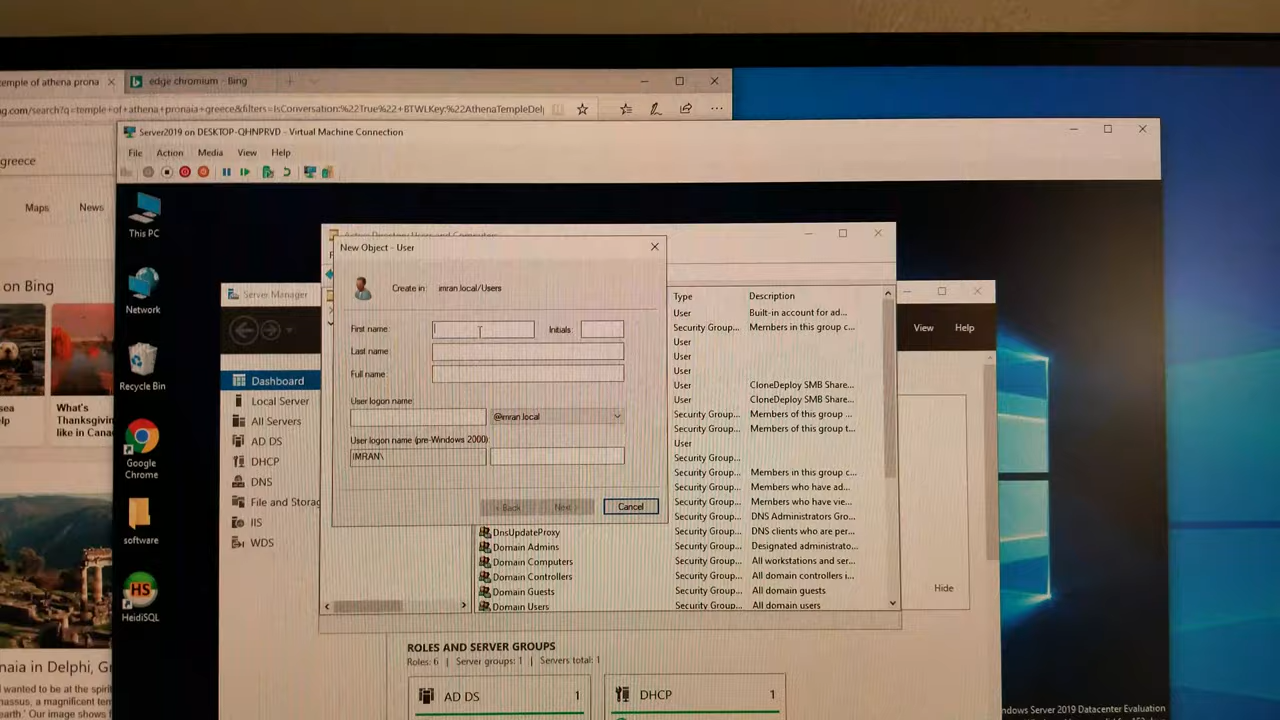 temple of athena prona
edge chromium - Bing
ng.com/search?q=temple+of+athena+pronaia+greece&filters=IsConversation:%22True%22+BTWLKey:%22AthenaTempleDel
greece
Maps
News
on Bing
sea
lp
What's
Thanksgivin
like in Cana
naia in Delphi, G
wanted to be at the spirit
nassus, a magnificent tem
earth.' Our image shows
Server2019 on DESKTOP-QHNPRVD - Virtual Machine Connection
File
Action
Media
View
Help
This PC
Network
Recycle Bin
Google
Chrome
software
HS
HeidiSQL
Server Manager
Dashboard
Local Server
All Servers
AD DS
DHCP
DNS
File and Storag
IIS
WDS
Active Directory Users and Computers
New Object - User
Create in:
imran.local/Users
First name:
Initials:
Last name:
Full name:
User logon name:
@imran.local
User logon name (pre-Windows 2000):
IMRAN\
< Back
Next >
Cancel
Type
Description
User
Built-in account for ad...
Security Group...
Members in this group c...
User
User
User
User
CloneDeploy SMB Share...
User
CloneDeploy SMB Share...
Security Group...
Members of this group ...
Security Group...
Members of this group t...
User
Security Group...
Security Group...
Members in this group c...
Security Group...
Members who have ad...
Security Group...
Members who have vie...
Security Group...
DNS Administrators Gro...
DnsUpdateProxy
Security Group...
DNS clients who are per...
Domain Admins
Security Group...
Designated administrato...
Domain Computers
Security Group...
All workstations and ser...
Domain Controllers
Security Group...
All domain controllers i...
Domain Guests
Security Group...
All domain guests
Domain Users
Security Group...
All domain users
View
Help
Hide
ROLES AND SERVER GROUPS
Roles: 6 | Server groups: 1 | Servers total: 1
AD DS
1
DHCP
1
ndows Server 2019 Datacenter Evaluation